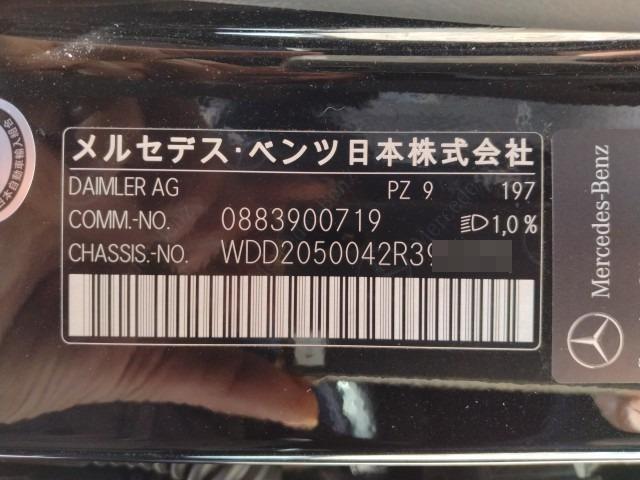 メルセデス・ベンツ日本株式会社
DAIMLER AG PZ 9 197
COMM.-NO. 0883900719 1,0 %
CHASSIS.-NO. WDD2050042R39
Mercedes-Benz